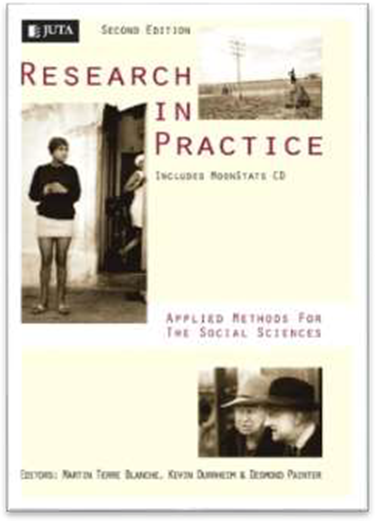 JUTA
Second Edition
Research
in
Practice
Includes MoonStats CD
Applied Methods For
The Social Sciences
Editors: Martin Terre Blanche, Kevin Durrheim & Desmond Painter